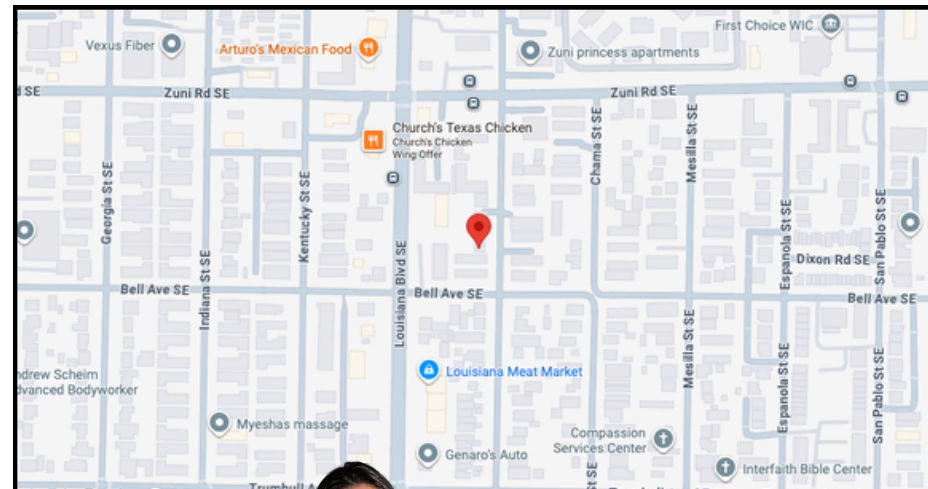 First Choice WIC
Vexus Fiber
Arturo's Mexican Food
Zuni princess apartments
Zuni Rd SE
Zuni Rd SE
d SE
Church's Texas Chicken
Church's Chicken
Wing Offer
Georgia St SE
Indiana St SE
Kentucky St SE
Louisiana Blvd SE
Chama St SE
Mesilla St SE
Espanola St SE
San Pablo St SE
Dixon Rd SE
Bell Ave SE
Bell Ave SE
Bell Ave SE
Mesilla St SE
Espanola St SE
San Pablo St SE
Louisiana Meat Market
ndrew Scheim
dvanced Bodyworker
Myeshas massage
Compassion
Services Center
Genaro's Auto
Interfaith Bible Center
St SE
Trumbull A